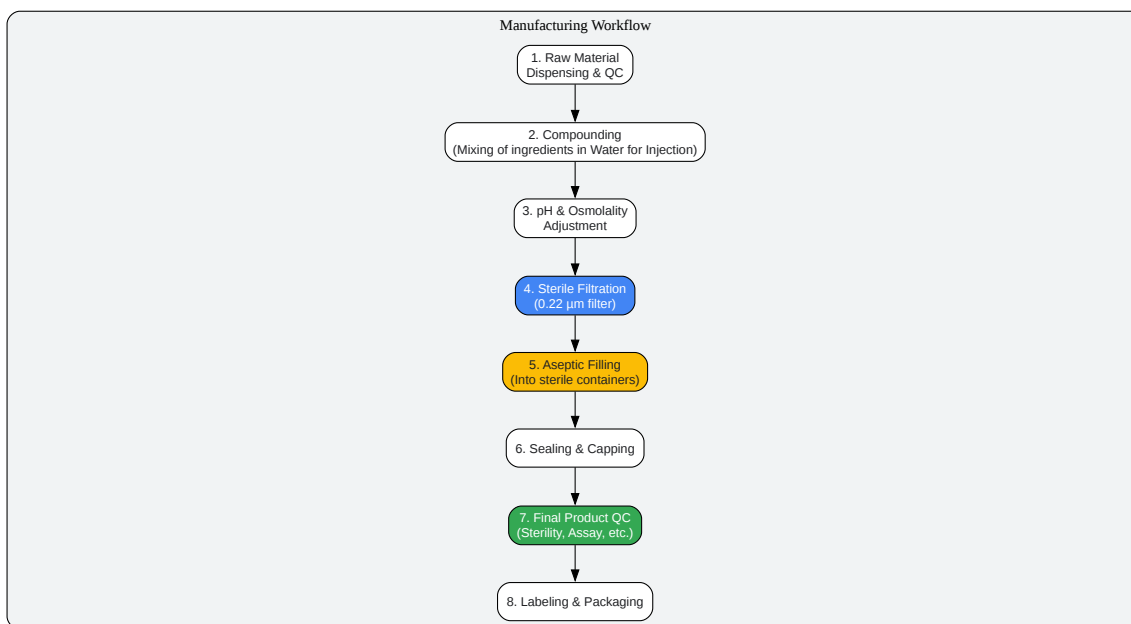 Manufacturing Workflow
1. Raw Material
Dispensing & QC
2. Compounding
(Mixing of ingredients in Water for Injection)
3. pH & Osmolality
Adjustment
4. Sterile Filtration
(0.22 µm filter)
5. Aseptic Filling
(Into sterile containers)
6. Sealing & Capping
7. Final Product QC
(Sterility, Assay, etc.)
8. Labeling & Packaging